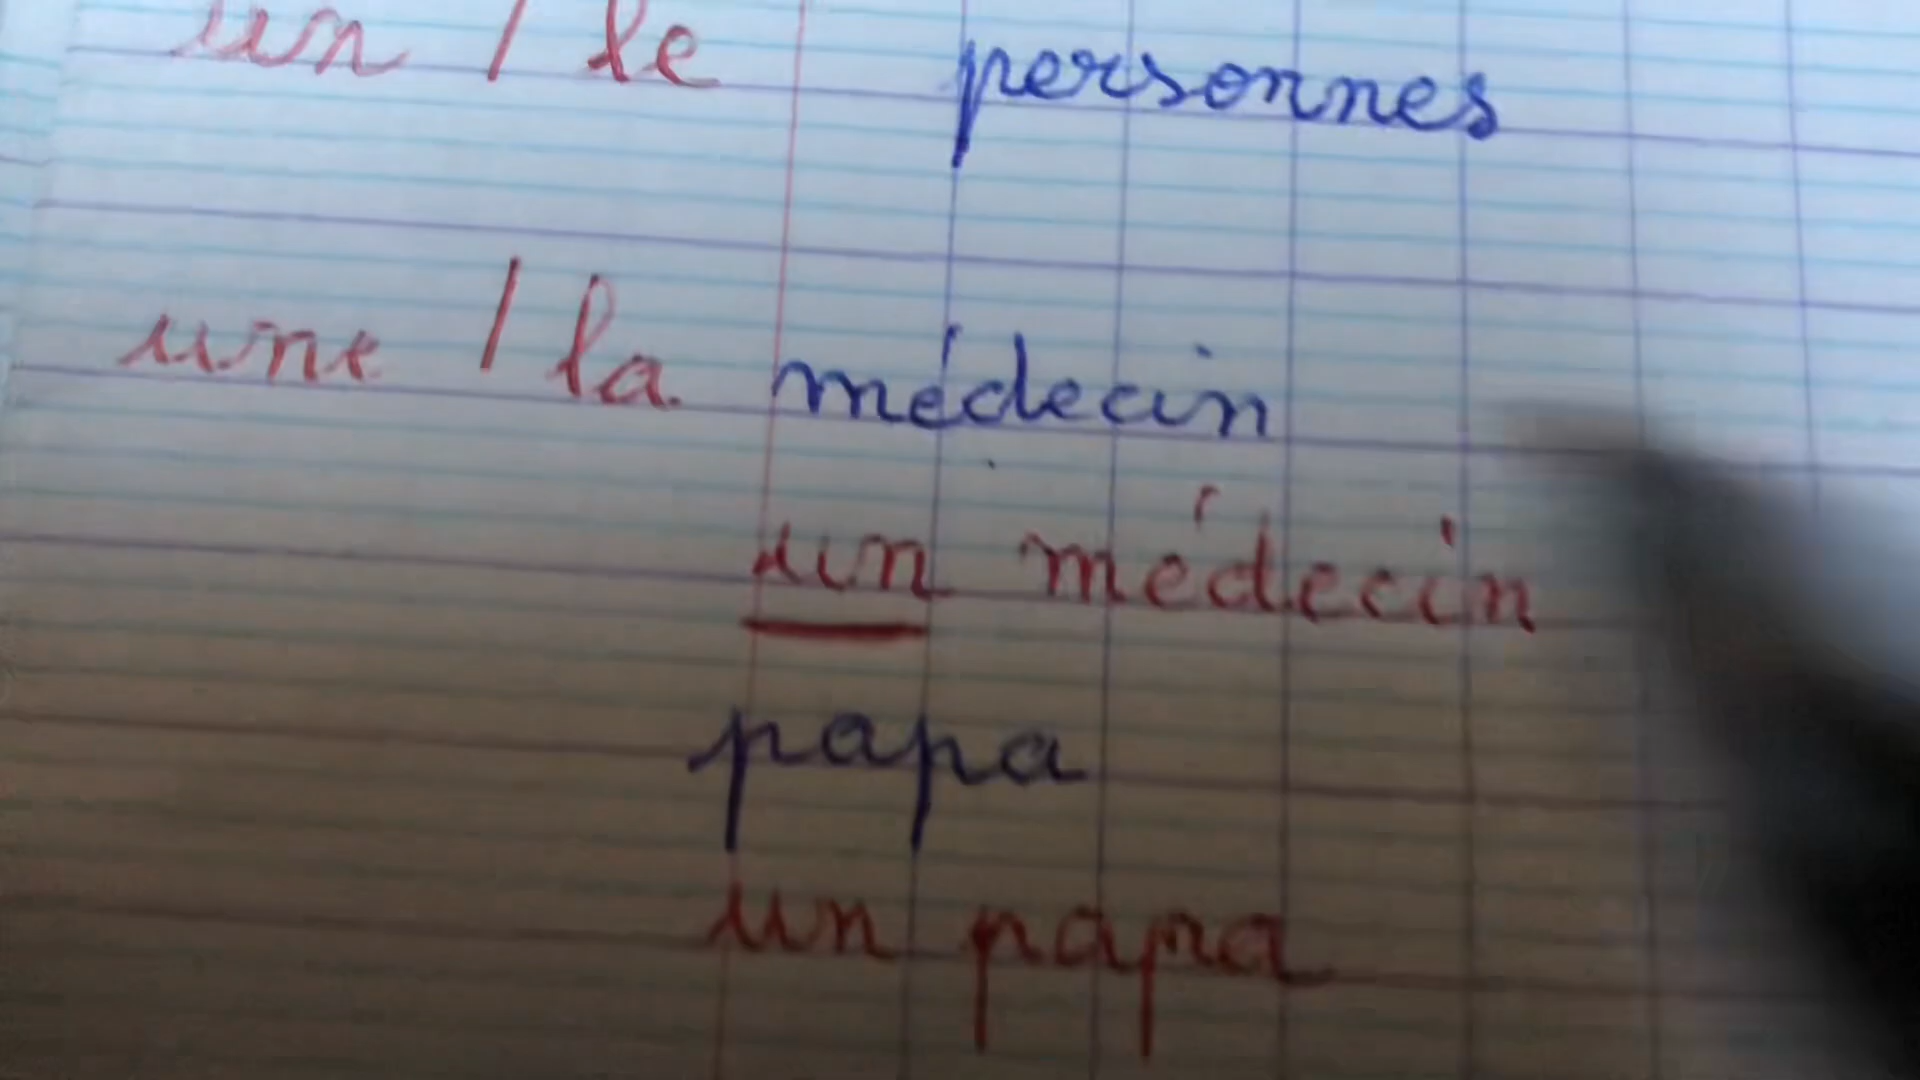 un / le personnes
une / la médecin
un médecin
papa
un papa